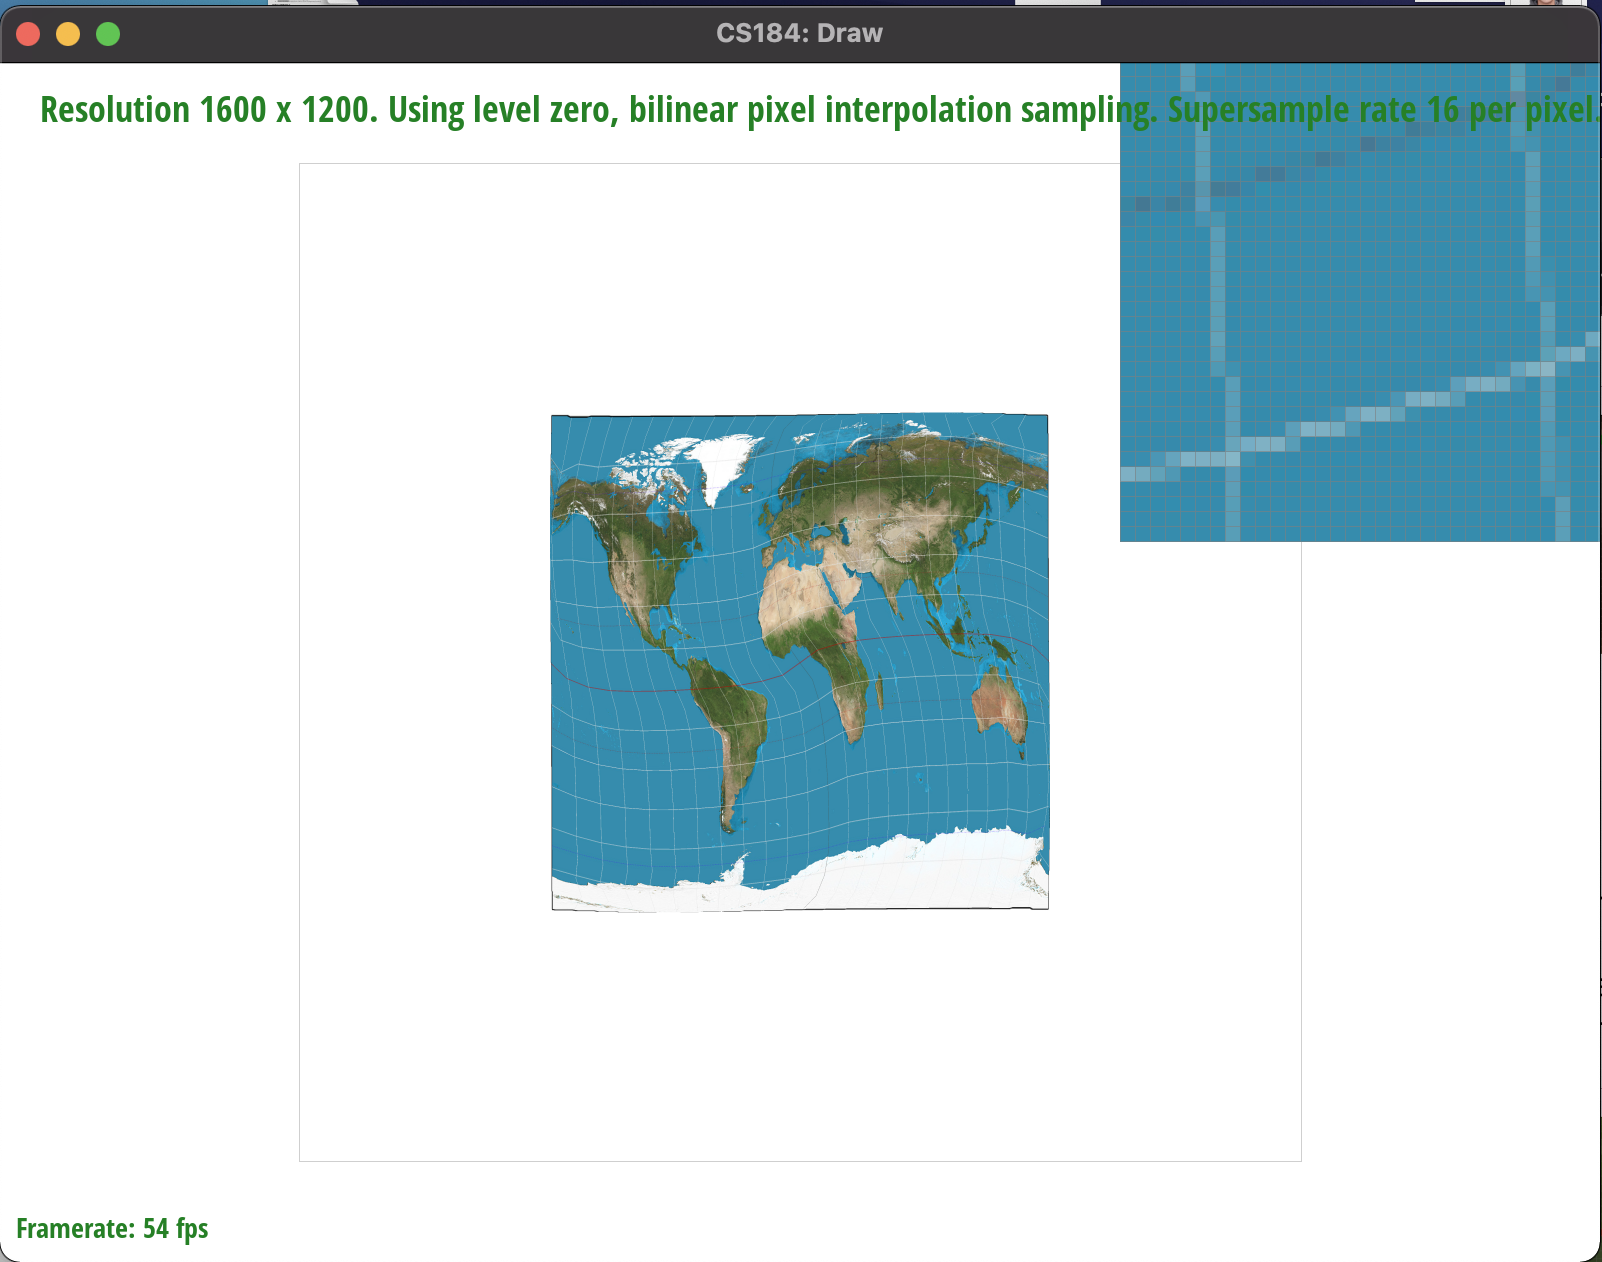 CS184: Draw
Resolution 1600 x 1200. Using level zero, bilinear pixel interpolation sampling. Supersample rate 16 per pixel.
Framerate: 54 fps